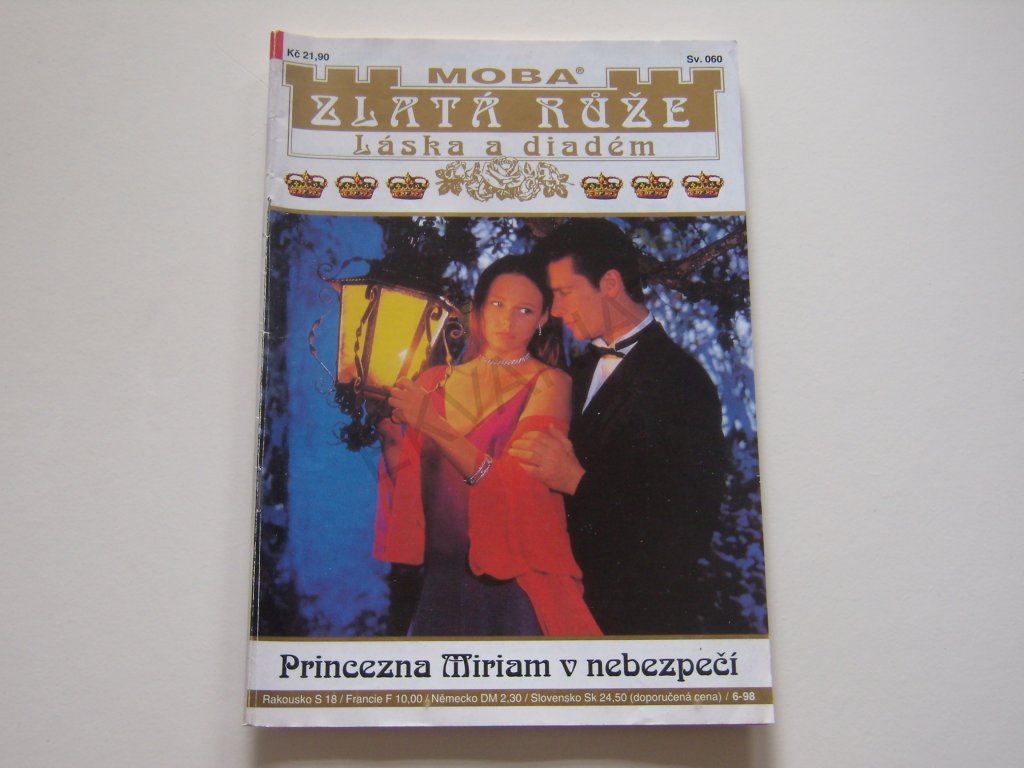 Kč 21,90
Sv. 060
MOBA®
ZLATÁ RŮŽE
Láska a diadém
Princezna Miriam v nebezpečí
Rakousko S 18 / Francie F 10,00 / Německo DM 2,30 / Slovensko Sk 24,50 (doporučená cena) / 6-98